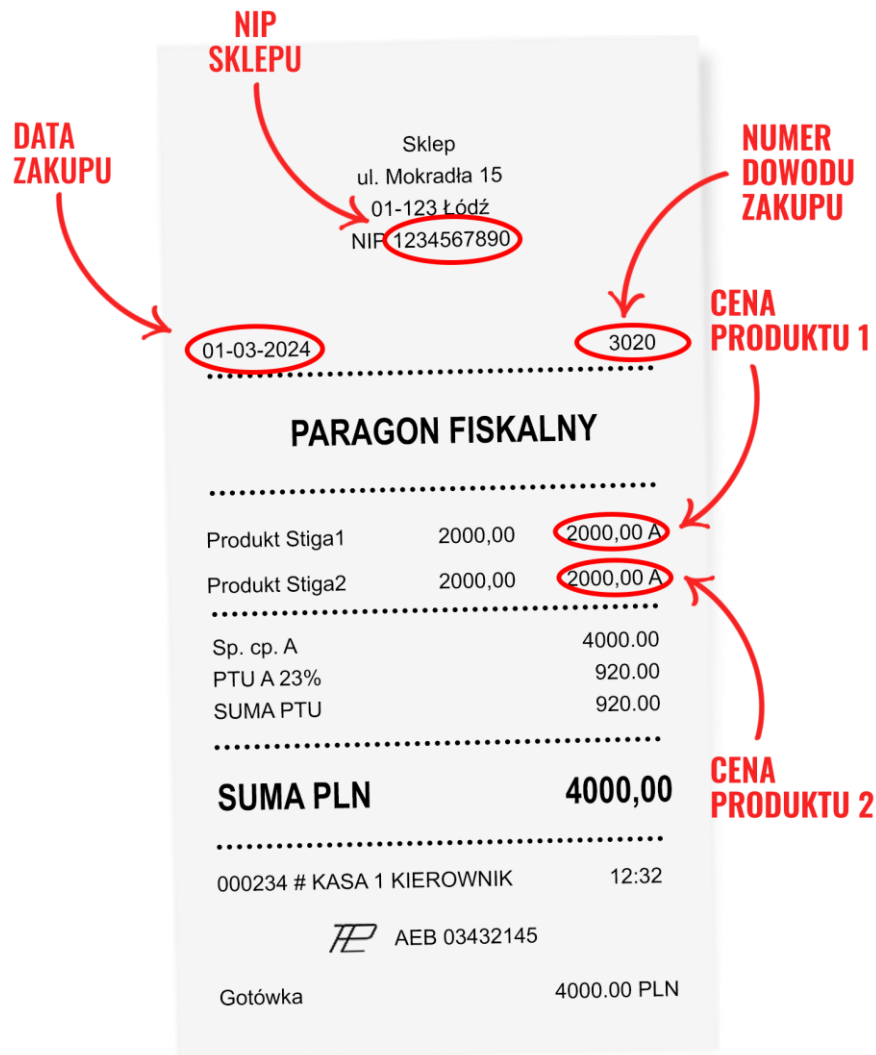 NIP
SKLEPU
DATA
ZAKUPU
NUMER
DOWODU
ZAKUPU
Sklep
ul. Mokradła 15
01-123 Łódź
NIP 1234567890
01-03-2024 3020
CENA
PRODUKTU 1
PARAGON FISKALNY
Produkt Stiga1 2000,00 2000,00 A
Produkt Stiga2 2000,00 2000,00 A
Sp. cp. A 4000.00
PTU A 23% 920.00
SUMA PTU 920.00
SUMA PLN 4000,00
CENA
PRODUKTU 2
000234 # KASA 1 KIEROWNIK 12:32
AEB 03432145
Gotówka 4000.00 PLN